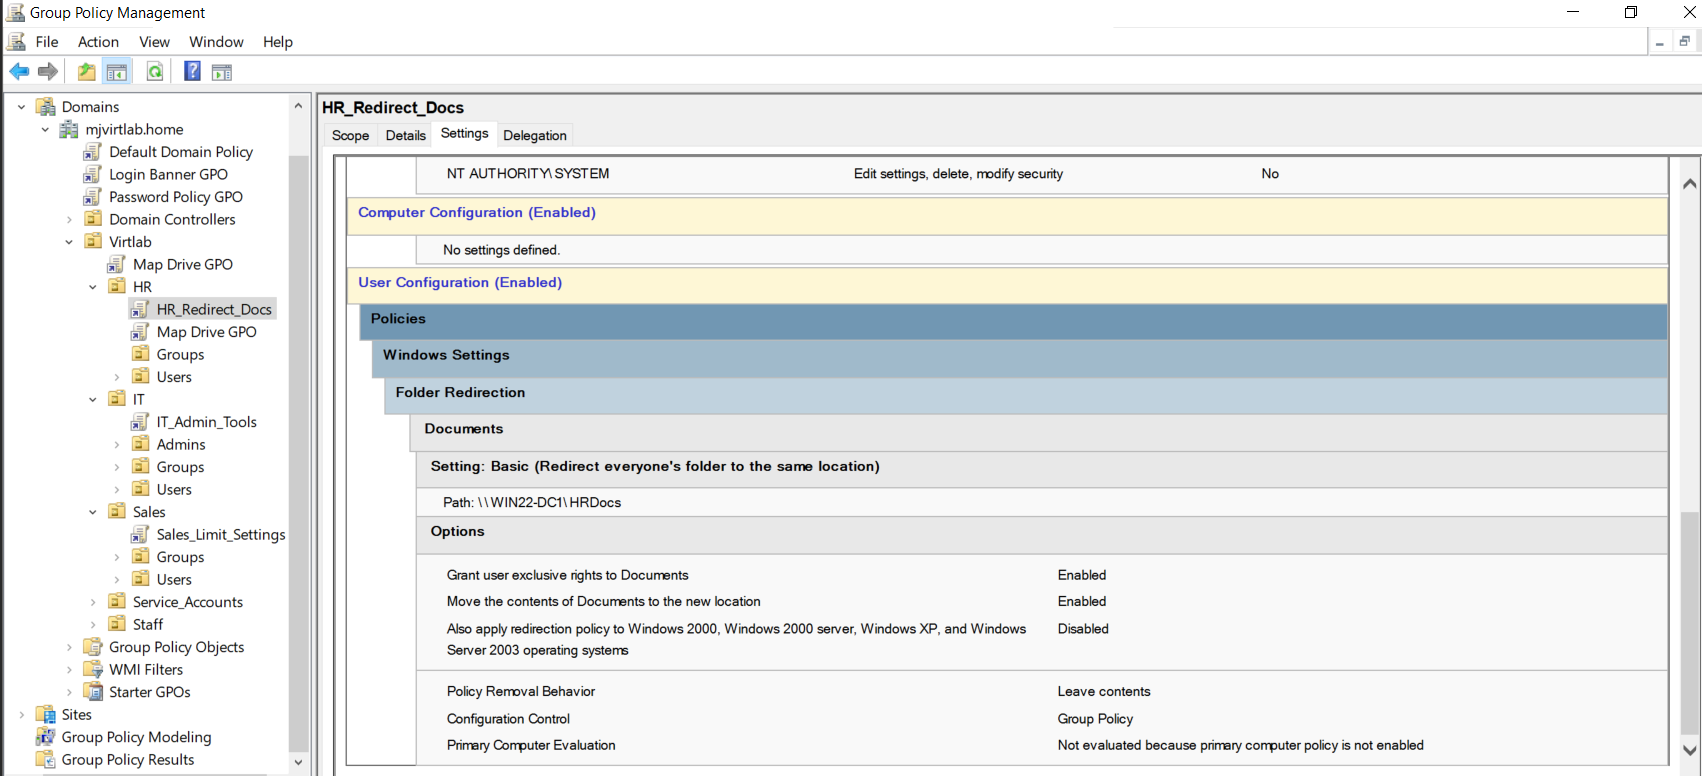 Group Policy Management
File Action View Window Help
Domains
mjvirtlab.home
Default Domain Policy
Login Banner GPO
Password Policy GPO
Domain Controllers
Virtlab
Map Drive GPO
HR
HR_Redirect_Docs
Map Drive GPO
Groups
Users
IT
IT_Admin_Tools
Admins
Groups
Users
Sales
Sales_Limit_Settings
Groups
Users
Service_Accounts
Staff
Group Policy Objects
WMI Filters
Starter GPOs
Sites
Group Policy Modeling
Group Policy Results
HR_Redirect_Docs
Scope Details Settings Delegation
NT AUTHORITY\SYSTEM Edit settings, delete, modify security No
Computer Configuration (Enabled)
No settings defined.
User Configuration (Enabled)
Policies
Windows Settings
Folder Redirection
Documents
Setting: Basic (Redirect everyone's folder to the same location)
Path: \\WIN22-DC1\HRDocs
Options
Grant user exclusive rights to Documents Enabled
Move the contents of Documents to the new location Enabled
Also apply redirection policy to Windows 2000, Windows 2000 server, Windows XP, and Windows Disabled
Server 2003 operating systems
Policy Removal Behavior Leave contents
Configuration Control Group Policy
Primary Computer Evaluation Not evaluated because primary computer policy is not enabled